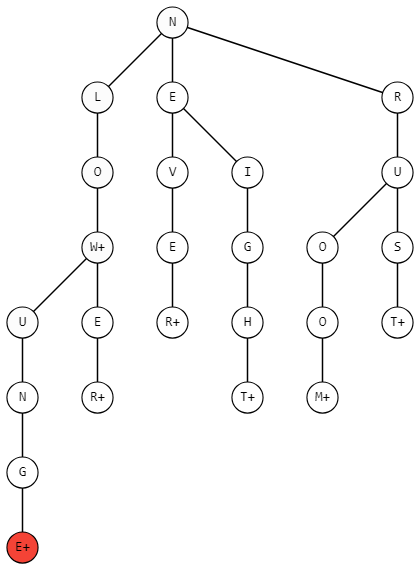 N
L E R
O V I U
W+ E G O S
U E R+ H O T+
N R+ T+ M+
G
E+